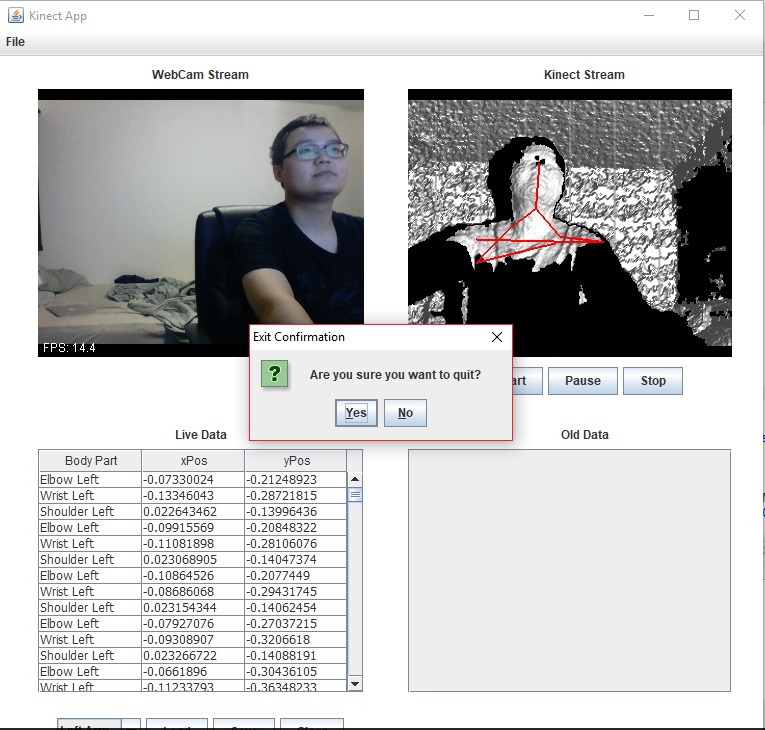 Kinect App
File
WebCam Stream
Kinect Stream
FPS: 14.4
Exit Confirmation
Are you sure you want to quit?
Yes No
Pause Stop
Live Data
Old Data
Body Part xPos yPos
Elbow Left -0.07330024 -0.21248923
Wrist Left -0.13346043 -0.28721815
Shoulder Left 0.022643462 -0.13996436
Elbow Left -0.09915569 -0.20848322
Wrist Left -0.11081898 -0.28106076
Shoulder Left 0.023068905 -0.14047374
Elbow Left -0.10864526 -0.2077449
Wrist Left -0.08686068 -0.29431745
Shoulder Left 0.023154344 -0.14062454
Elbow Left -0.07927076 -0.27037215
Wrist Left -0.09308907 -0.3206618
Shoulder Left 0.023266722 -0.14088191
Elbow Left -0.0661896 -0.30436105
Wrist Left -0.11233793 -0.36348233